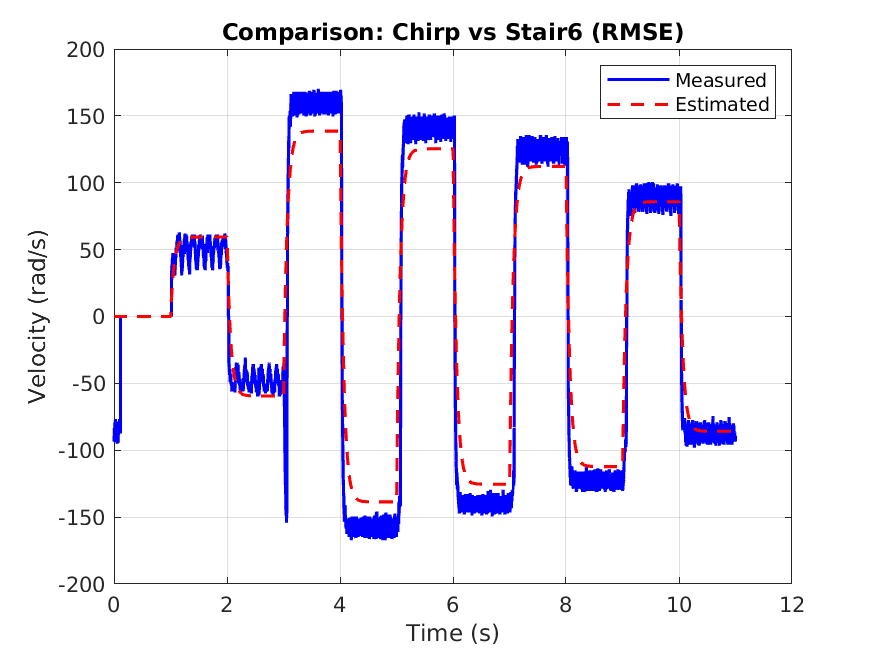 Comparison: Chirp vs Stair6 (RMSE)
Measured
Estimated
Velocity (rad/s)
200
150
100
50
0
-50
-100
-150
-200
0 2 4 6 8 10 12
Time (s)